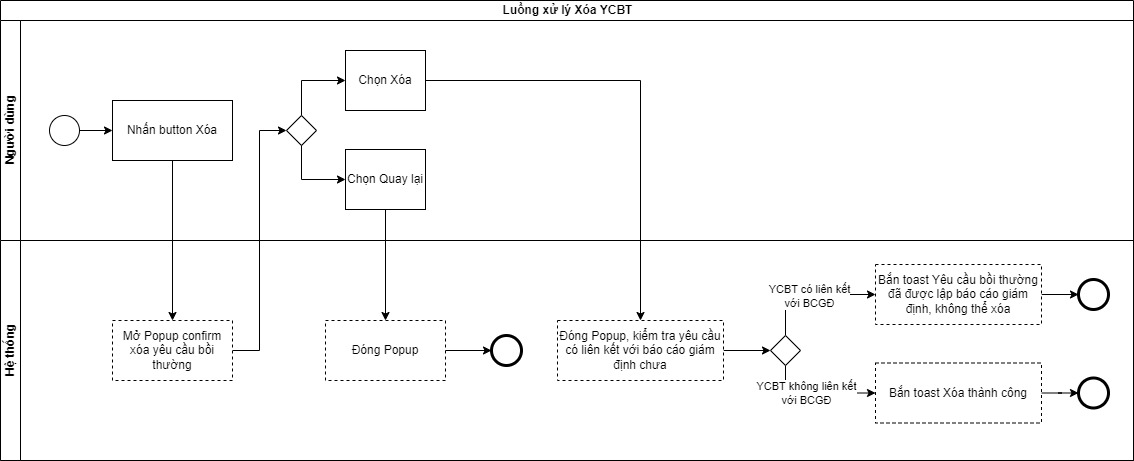 Luồng xử lý Xóa YCBT
Người dùng
Nhấn button Xóa
Chọn Xóa
Chọn Quay lại
Hệ thống
Mở Popup confirm
xóa yêu cầu bồi
thường
Đóng Popup
Đóng Popup, kiểm tra yêu cầu
có liên kết với báo cáo giám
định chưa
YCBT có liên kết
với BCGĐ
Bắn toast Yêu cầu bồi thường
đã được lập báo cáo giám
định, không thể xóa
YCBT không liên kết
với BCGĐ
Bắn toast Xóa thành công